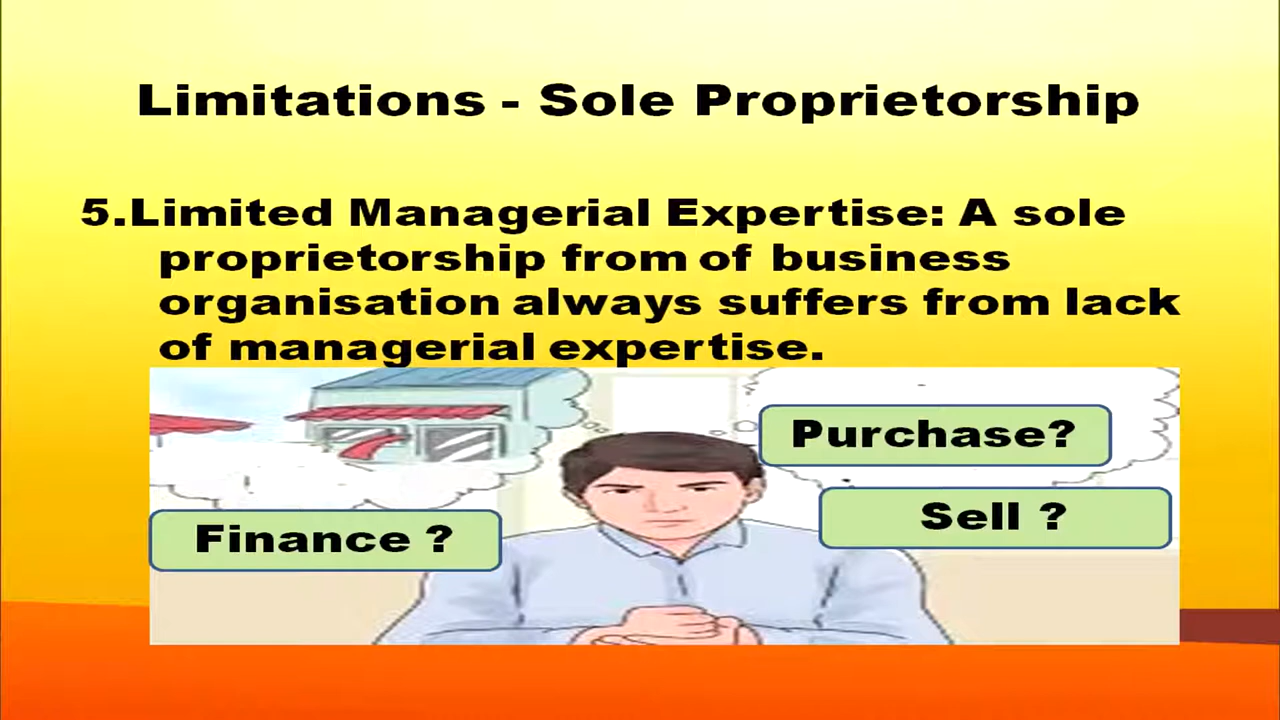 Limitations - Sole Proprietorship
5.Limited Managerial Expertise: A sole
proprietorship from of business
organisation always suffers from lack
of managerial expertise.
Purchase?
Sell ?
Finance ?